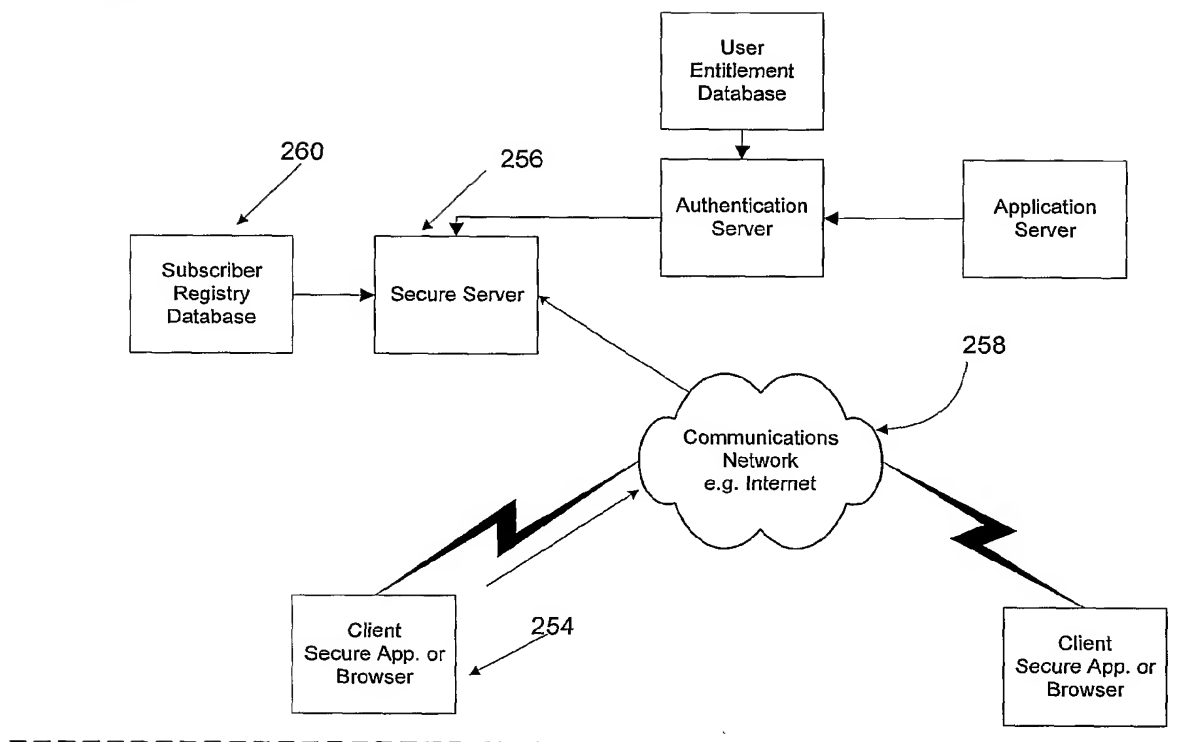 User
Entitlement
Database
260
256
Authentication
Server
Application
Server
Subscriber
Registry
Database
Secure Server
258
Communications
Network
e.g. Internet
Client
Secure App. or
Browser
254
Client
Secure App. or
Browser